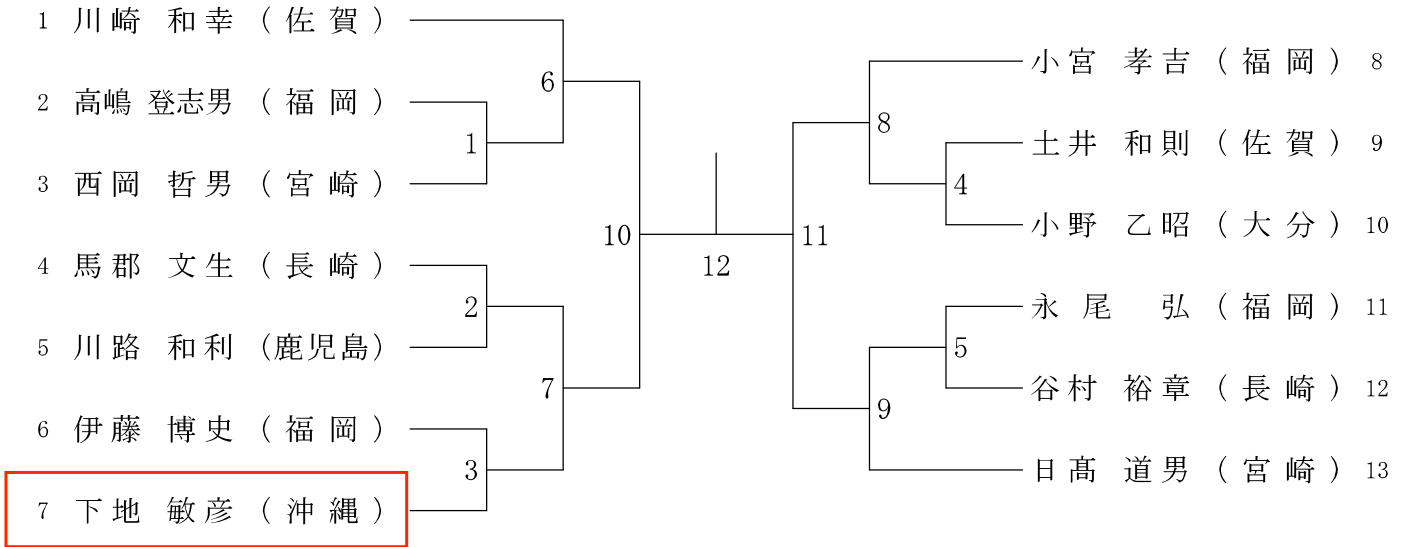 1 川崎 和幸 （佐賀）
2 高嶋 登志男 （福岡）
3 西岡 哲男 （宮崎）
4 馬郡 文生 （長崎）
5 川路 和利 （鹿児島）
6 伊藤 博史 （福岡）
7 下地 敏彦 （沖縄）
6
1
2
7
3
10
12
11
8
4
5
9
小宮 孝吉 （福岡） 8
土井 和則 （佐賀） 9
小野 乙昭 （大分） 10
永尾 弘 （福岡） 11
谷村 裕章 （長崎） 12
日髙 道男 （宮崎） 13